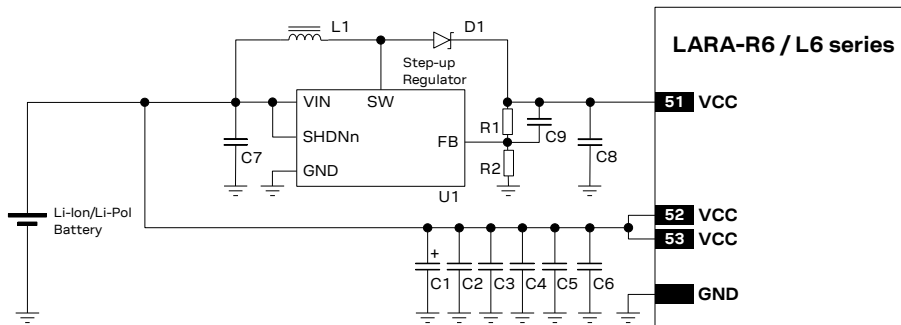 L1
D1
LARA-R6 / L6 series
Step-up
Regulator
VIN
SW
51 VCC
R1
C9
SHDNn
FB
C7
C8
GND
R2
U1
Li-Ion/Li-Pol
Battery
52 VCC
53 VCC
+
C1
C2
C3
C4
C5
C6
GND